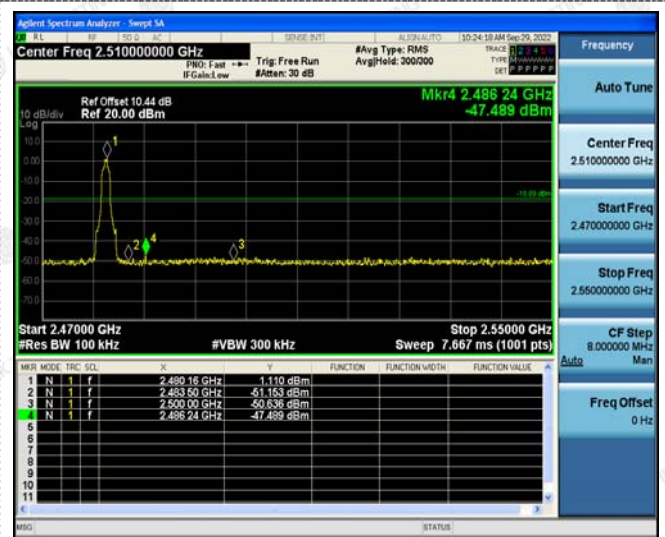 Agilent Spectrum Analyzer - Swept SA
RL RF 50 Ω AC SENSE:INT ALIGN AUTO 10:24:18 AM Sep 29, 2022
Center Freq 2.510000000 GHz
PNO: Fast Trig: Free Run
IFGain:Low #Atten: 30 dB
#Avg Type: RMS
Avg|Hold: 300/300
TRACE 1 2 3 4 5 6
TYPE M
DET P P P P P P
Mkr4 2.486 24 GHz
-47.489 dBm
Ref Offset 10.44 dB
10 dB/div Ref 20.00 dBm
Log
10.0
0.00
-10.0
-20.0
-30.0
-40.0
-50.0
-60.0
-70.0
1
2
4
3
Start 2.47000 GHz Stop 2.55000 GHz
#Res BW 100 kHz #VBW 300 kHz Sweep 7.667 ms (1001 pts)
MKR MODE TRC SCL X Y FUNCTION FUNCTION WIDTH FUNCTION VALUE
1 N 1 f 2.480 16 GHz 1.110 dBm
2 N 1 f 2.483 50 GHz -51.153 dBm
3 N 1 f 2.500 00 GHz -50.636 dBm
4 N 1 f 2.486 24 GHz -47.489 dBm
5
6
7
8
9
10
11
MSG STATUS
Frequency
Auto Tune
Center Freq
2.510000000 GHz
Start Freq
2.470000000 GHz
Stop Freq
2.550000000 GHz
CF Step
8.000000 MHz
Auto Man
Freq Offset
0 Hz